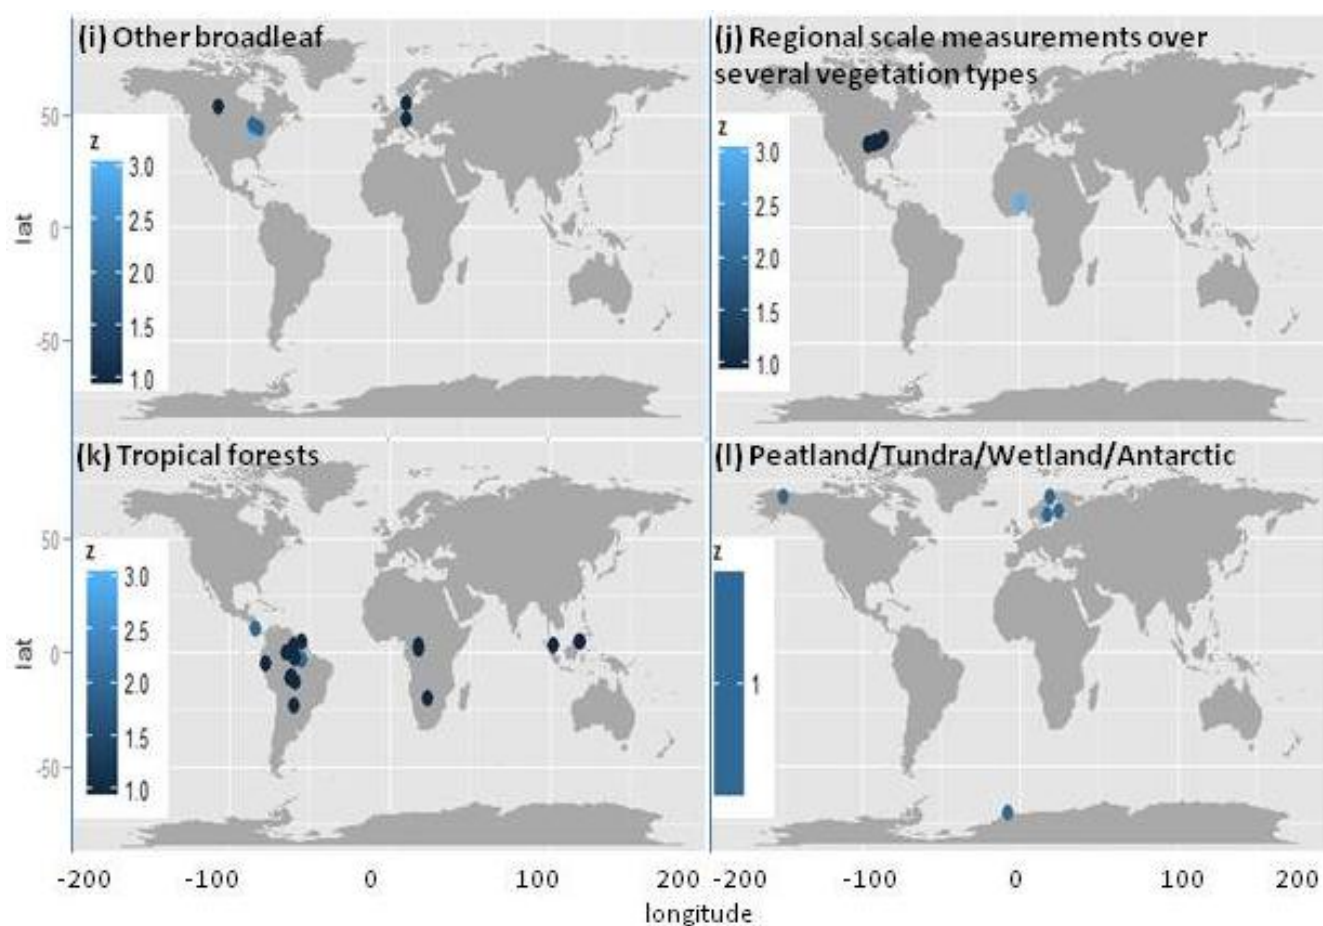 (i) Other broadleaf
50
0
-50
lat
z
3.0
2.5
2.0
1.5
1.0
(j) Regional scale measurements over
several vegetation types
z
3.0
2.5
2.0
1.5
1.0
(k) Tropical forests
50
0
-50
lat
z
3.0
2.5
2.0
1.5
1.0
(l) Peatland/Tundra/Wetland/Antarctic
z
1
-200 -100 0 100 200 -200 -100 0 100 200
longitude